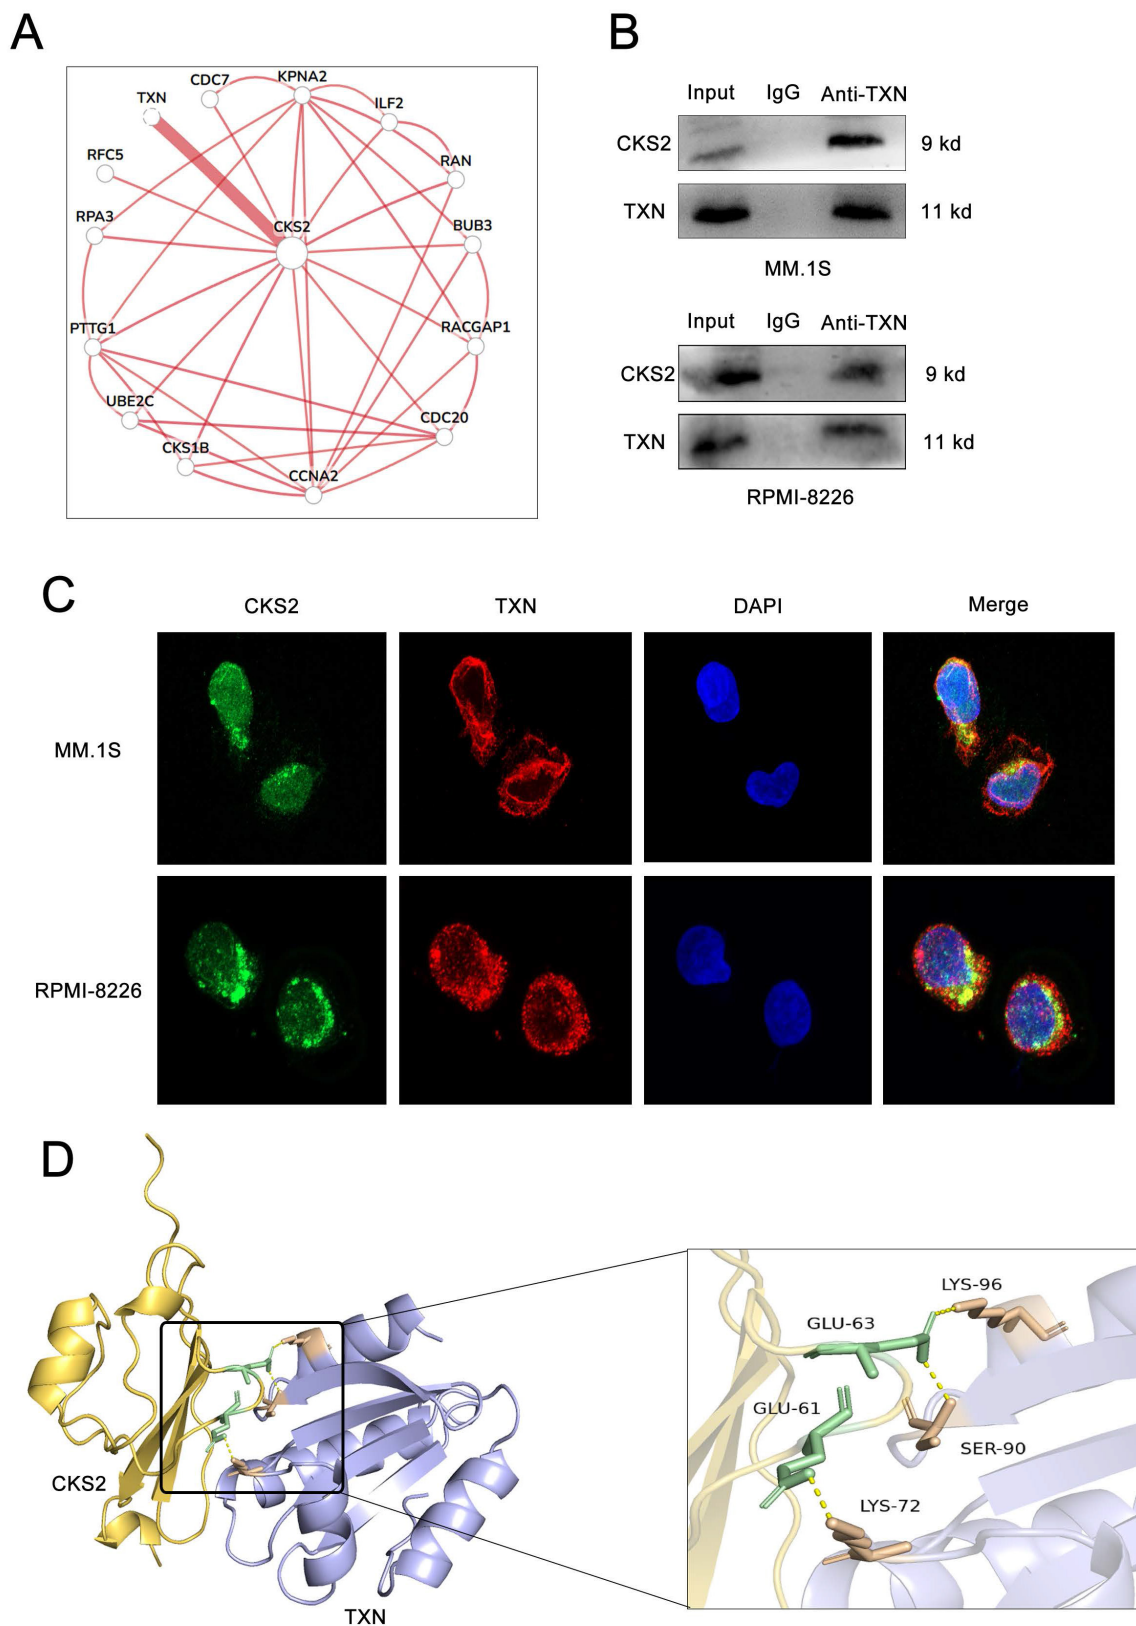 A
CDC7
KPNA2
TXN
ILF2
RFC5
RAN
RPA3
CKS2
BUB3
PTTG1
RACGAP1
UBE2C
CDC20
CKS1B
CCNA2
B
Input IgG Anti-TXN
CKS2 9 kd
TXN 11 kd
MM.1S
Input IgG Anti-TXN
CKS2 9 kd
TXN 11 kd
RPMI-8226
C
CKS2 TXN DAPI Merge
MM.1S
RPMI-8226
D
CKS2
TXN
LYS-96
GLU-63
GLU-61
SER-90
LYS-72